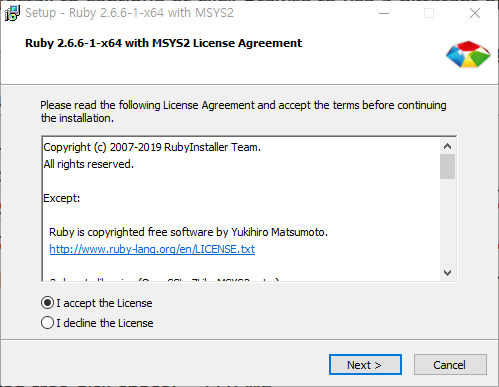 Setup - Ruby 2.6.6-1-x64 with MSYS2
Ruby 2.6.6-1-x64 with MSYS2 License Agreement
Please read the following License Agreement and accept the terms before continuing
the installation.
Copyright (c) 2007-2019 RubyInstaller Team.
All rights reserved.
Except:
Ruby is copyrighted free software by Yukihiro Matsumoto.
http://www.ruby-lang.org/en/LICENSE.txt
I accept the License
I decline the License
Next >
Cancel